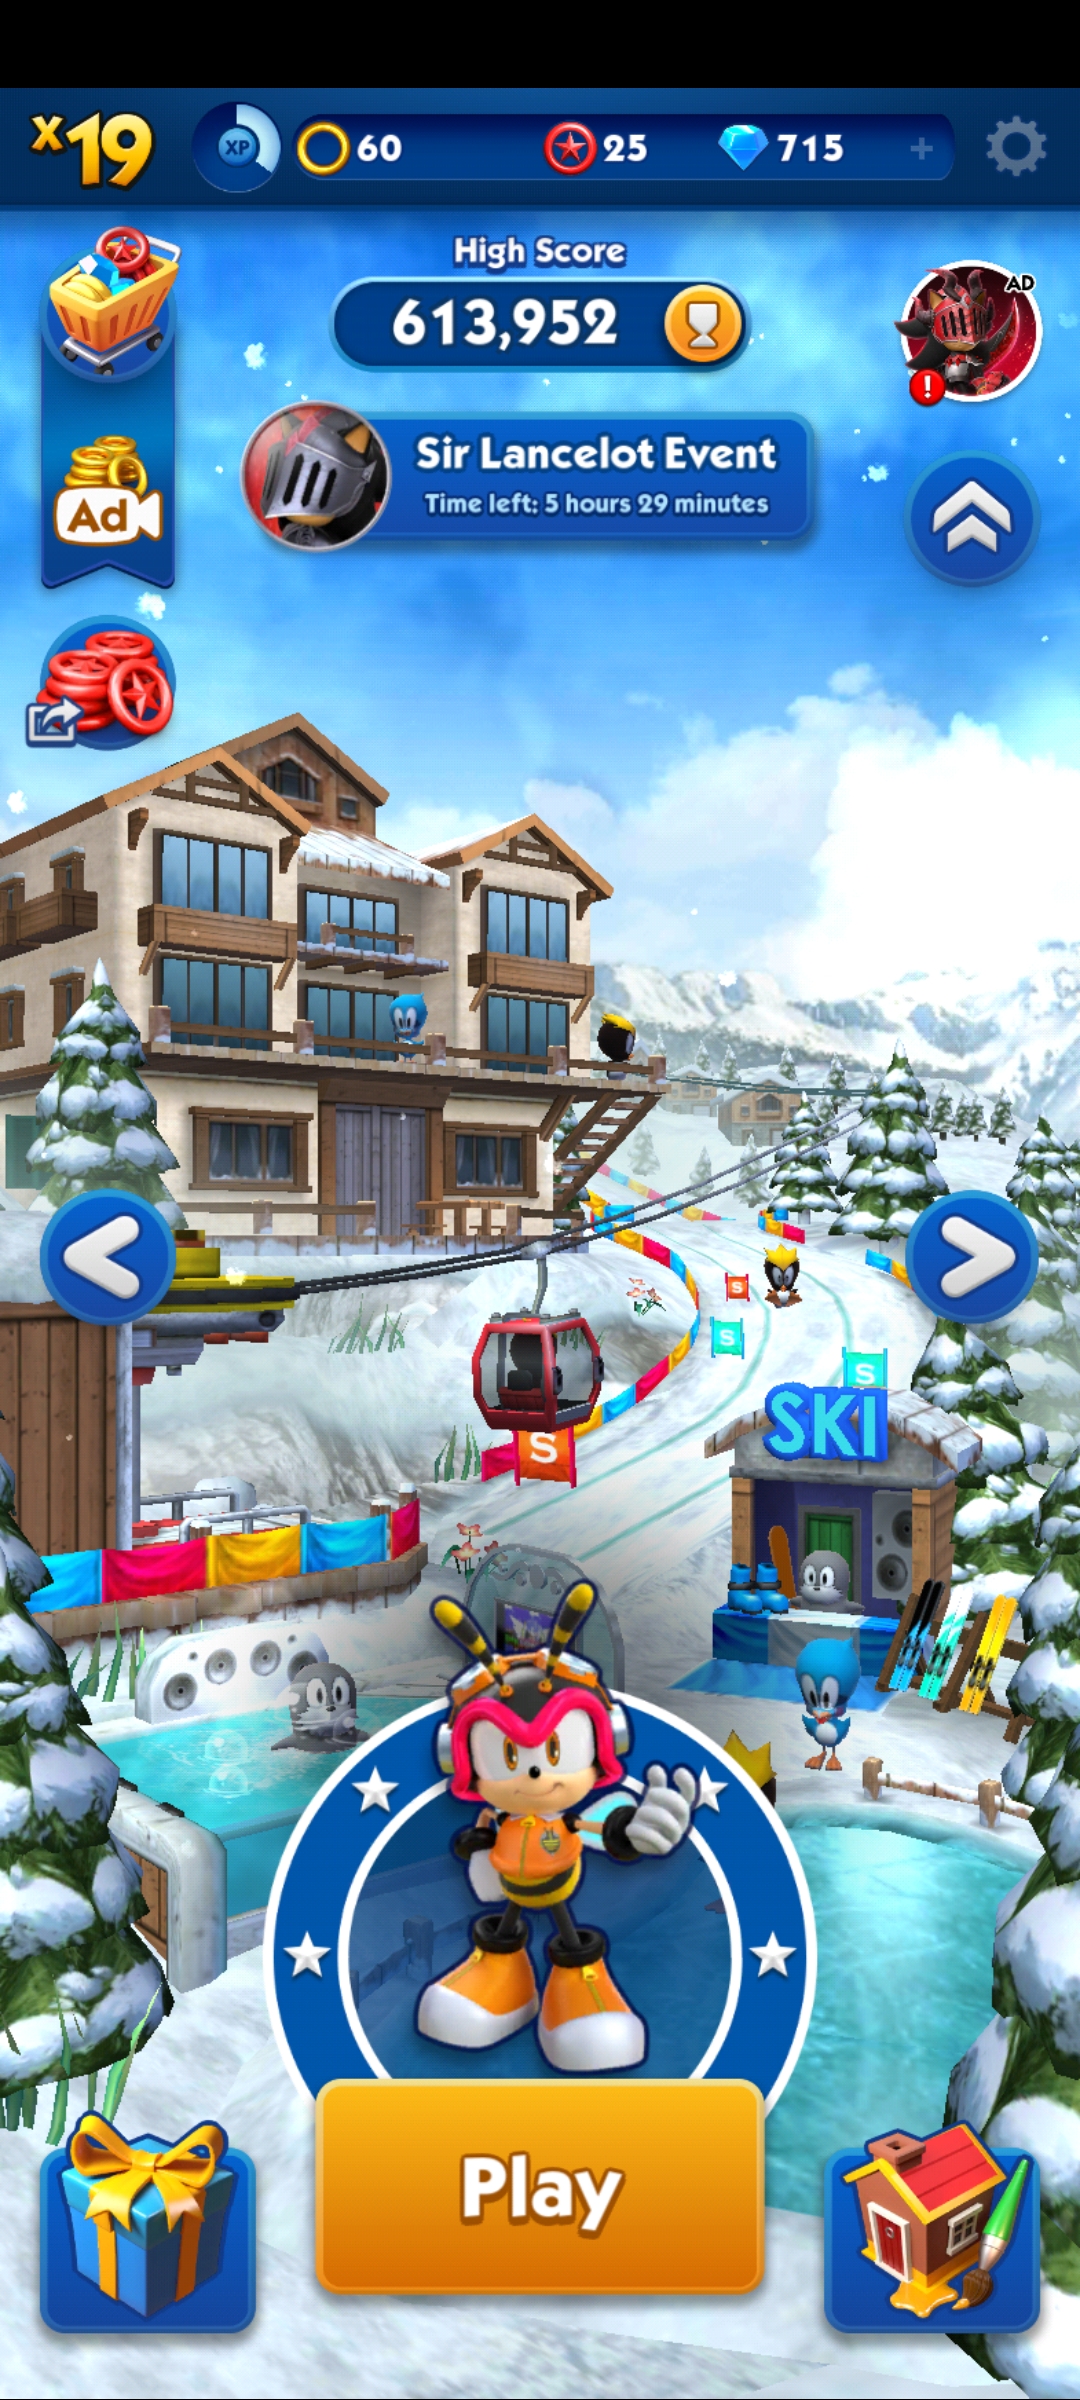 x19
XP
60
25
715
+
High Score
613,952
AD
!
Sir Lancelot Event
Time left: 5 hours 29 minutes
Ad
S
S
S
S
SKI
Play